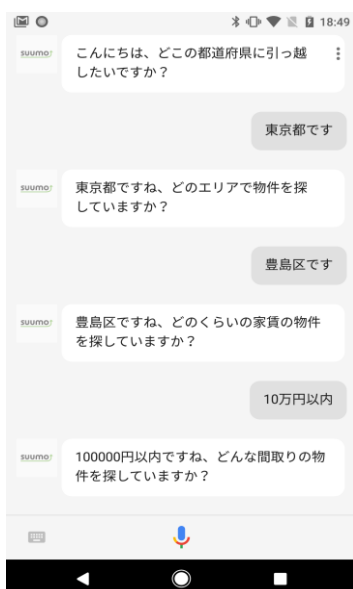 18:49
suumo
こんにちは、どこの都道府県に引っ越
したいですか？
東京都です
suumo
東京都ですね、どのエリアで物件を探
していますか？
豊島区です
suumo
豊島区ですね、どのくらいの家賃の物件
を探していますか？
10万円以内
suumo
100000円以内ですね、どんな間取りの物
件を探していますか？